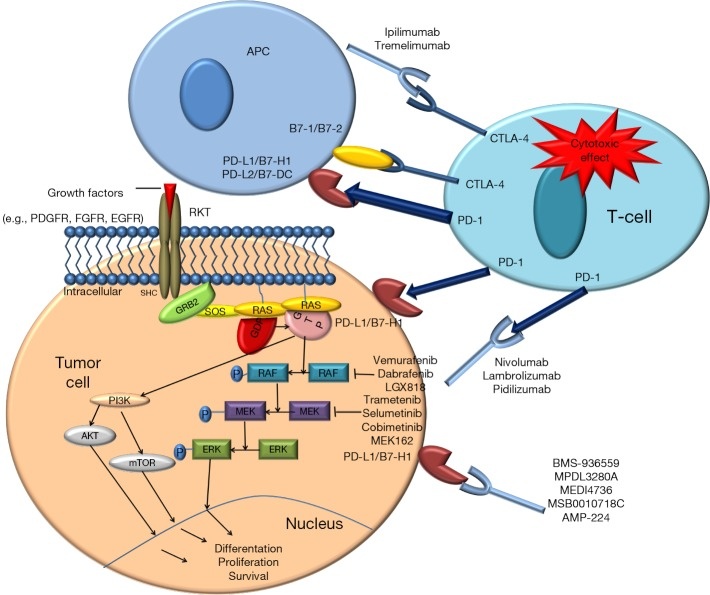 Ipilimumab
Tremelimumab
APC
B7-1/B7-2
CTLA-4
Cytotoxic
effect
PD-L1/B7-H1
PD-L2/B7-DC
CTLA-4
Growth factors
RKT
(e.g., PDGFR, FGFR, EGFR)
PD-1
T-cell
PD-1
PD-1
Intracellular
SHC
GRB2
SOS
RAS
RAS
GDP
GTP
PD-L1/B7-H1
Tumor
cell
P
RAF
RAF
Vemurafenib
Dabrafenib
LGX818
Nivolumab
Lambrolizumab
Pidilizumab
PI3K
P
MEK
MEK
Trametenib
Selumetinib
Cobimetinib
MEK162
AKT
mTOR
P
ERK
ERK
PD-L1/B7-H1
BMS-936559
MPDL3280A
MEDI4736
MSB0010718C
AMP-224
Nucleus
Differentation
Proliferation
Survival